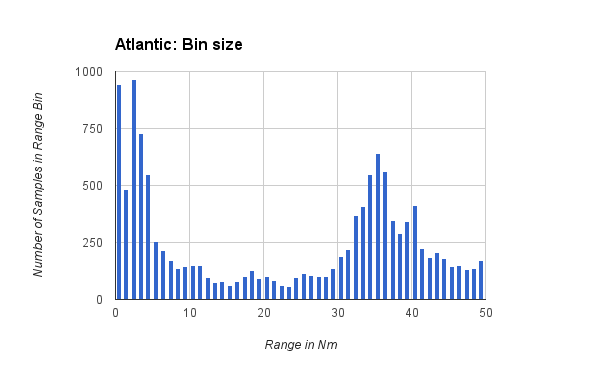 Atlantic: Bin size
Number of Samples in Range Bin
1000
750
500
250
0
0 10 20 30 40 50
Range in Nm